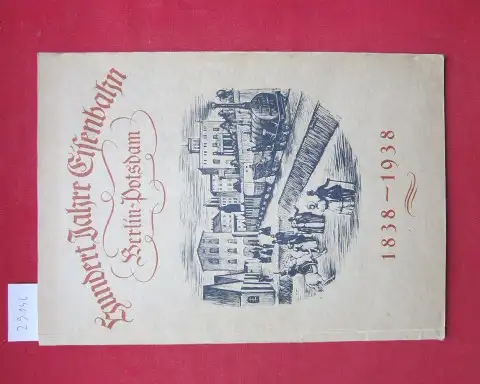 Hundert Jahre Eisenbahn
Berlin-Potsdam
1838-1938